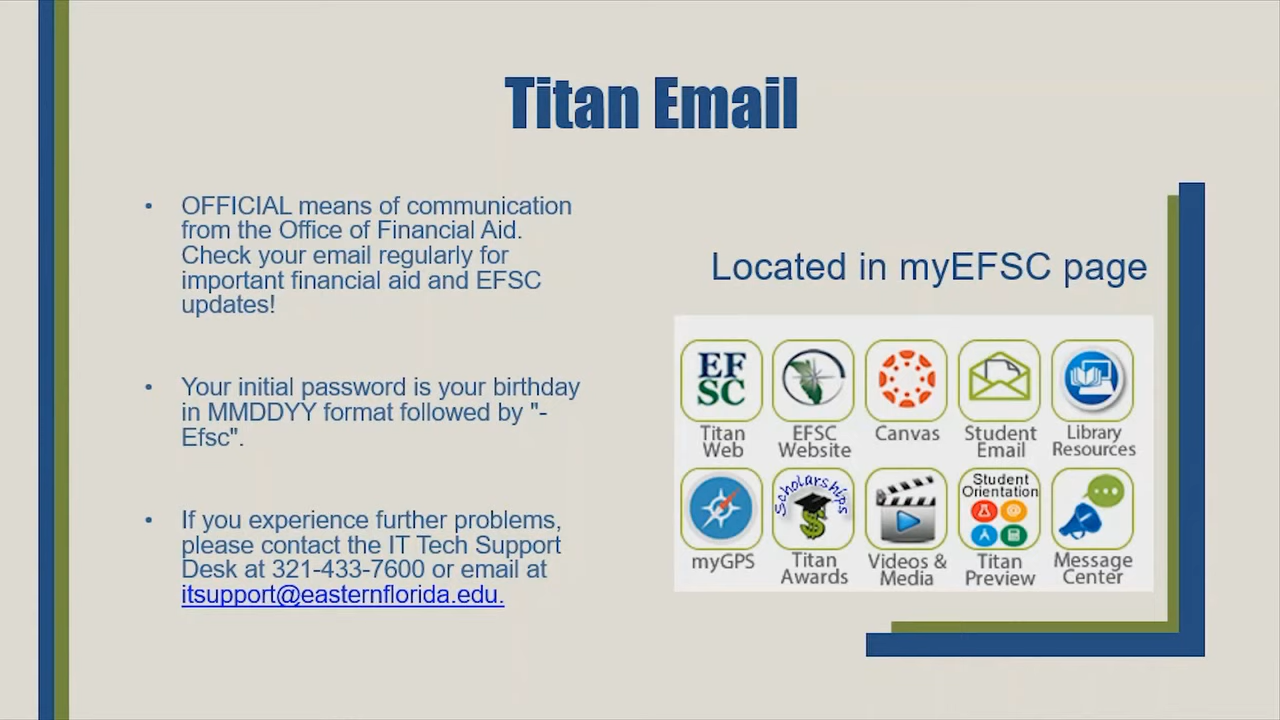 Titan Email
• OFFICIAL means of communication
from the Office of Financial Aid.
Check your email regularly for
important financial aid and EFSC
updates!
• Your initial password is your birthday
in MMDDYY format followed by "-
Efsc".
• If you experience further problems,
please contact the IT Tech Support
Desk at 321-433-7600 or email at
itsupport@easternflorida.edu.
Located in myEFSC page
EF
SC
Titan
Web
EFSC
Website
Canvas
Student
Email
Library
Resources
myGPS
Scholarships
Titan
Awards
Videos &
Media
Student
Orientation
Titan
Preview
Message
Center